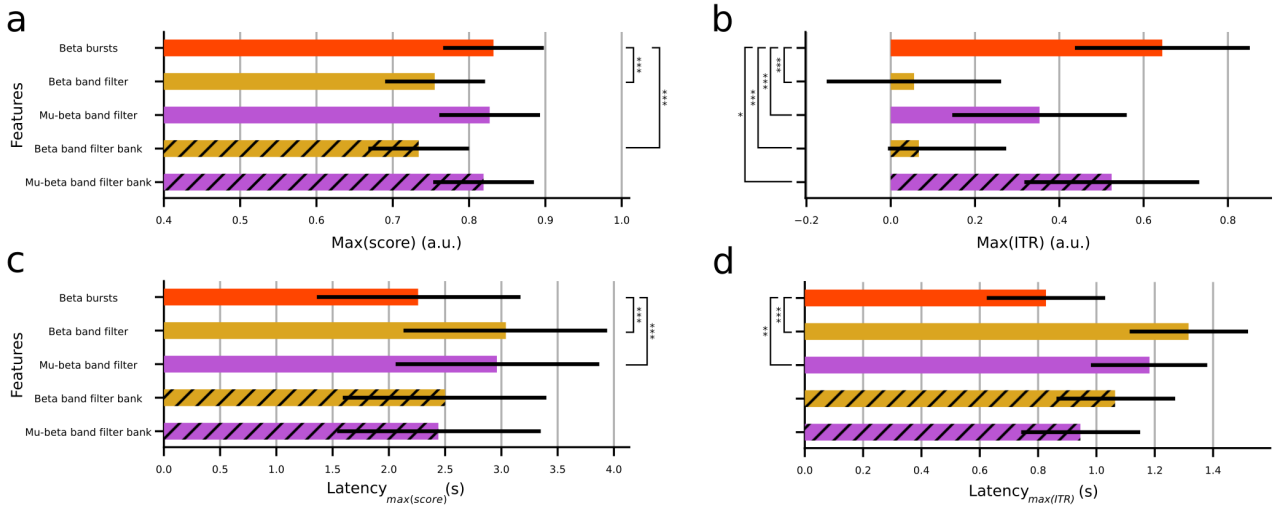 a
Features
Beta bursts
Beta band filter
Mu-beta band filter
Beta band filter bank
Mu-beta band filter bank
***
***
0.4 0.5 0.6 0.7 0.8 0.9 1.0
Max(score) (a.u.)
b
***
***
***
*
−0.2 0.0 0.2 0.4 0.6 0.8
Max(ITR) (a.u.)
c
Features
Beta bursts
Beta band filter
Mu-beta band filter
Beta band filter bank
Mu-beta band filter bank
***
***
0.0 0.5 1.0 1.5 2.0 2.5 3.0 3.5 4.0
Latency max(score) (s)
d
***
**
0.0 0.2 0.4 0.6 0.8 1.0 1.2 1.4
Latency max(ITR) (s)